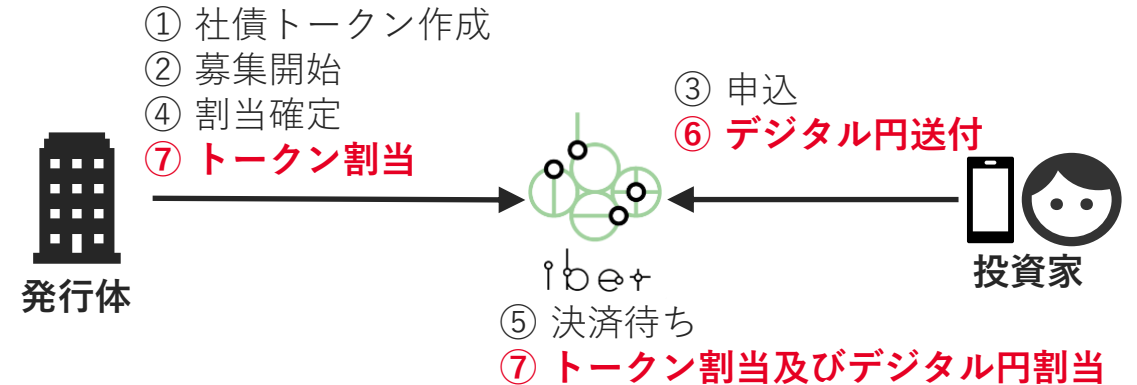 ① 社債トークン作成
② 募集開始
④ 割当確定
⑦ トークン割当
発行体
③ 申込
⑥ デジタル円送付
投資家
ibet
⑤ 決済待ち
⑦ トークン割当及びデジタル円割当